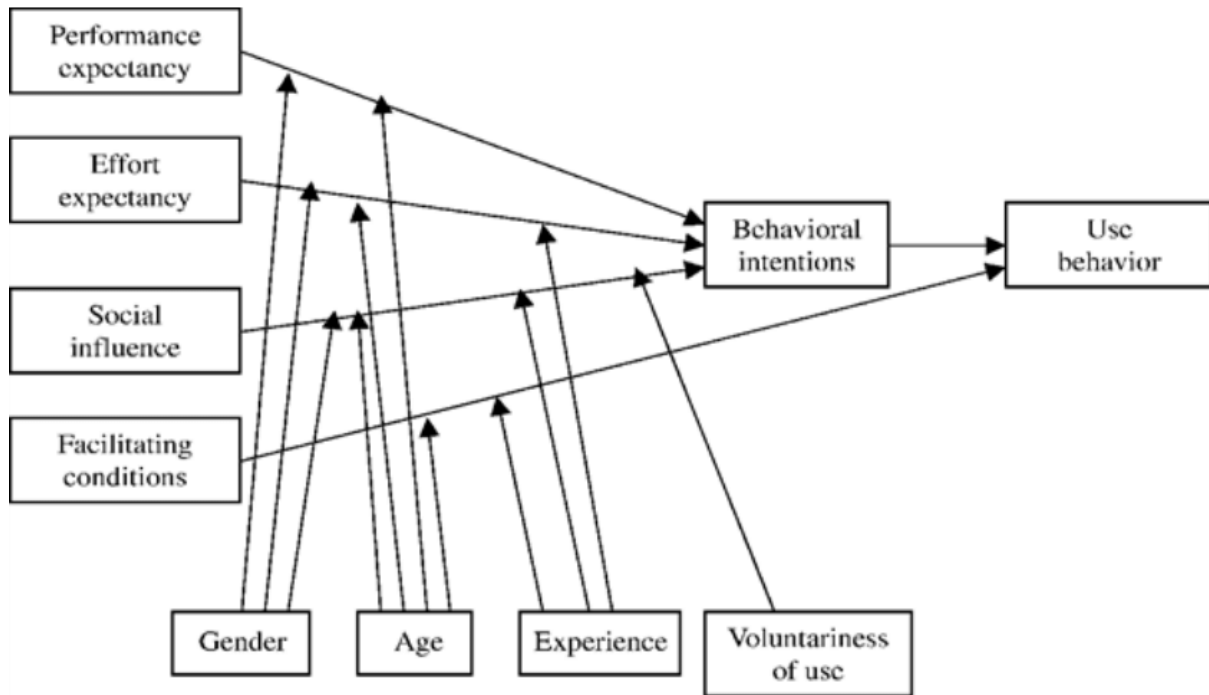 Performance
expectancy
Effort
expectancy
Social
influence
Facilitating
conditions
Behavioral
intentions
Use
behavior
Gender
Age
Experience
Voluntariness
of use